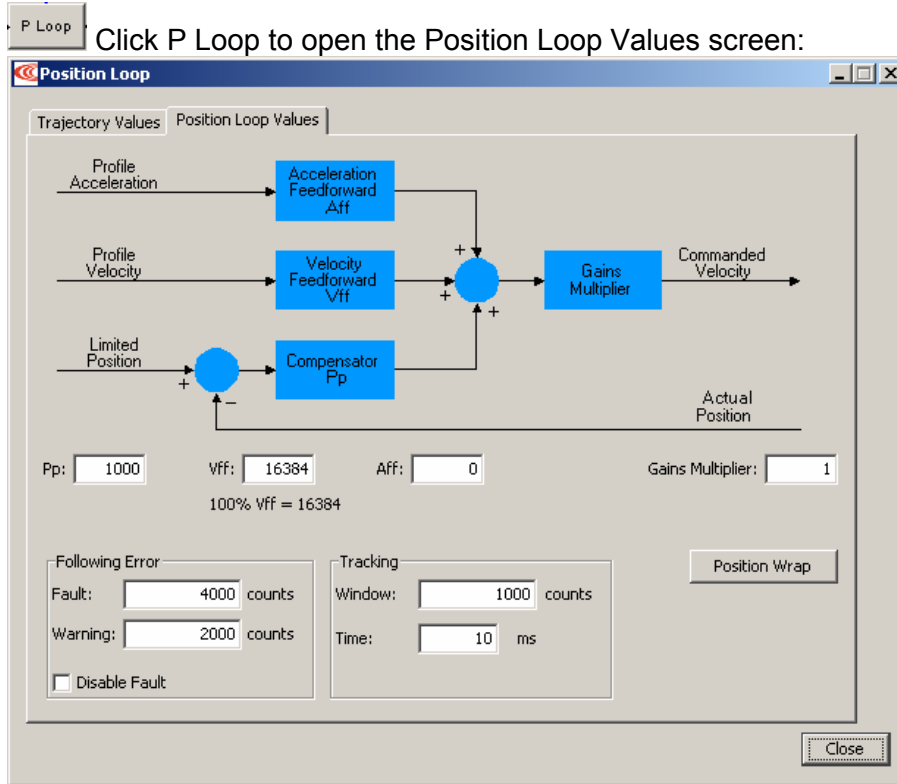 P Loop
Click P Loop to open the Position Loop Values screen:
Position Loop
Trajectory Values
Position Loop Values
Profile
Acceleration
Acceleration
Feedforward
Aff
Profile
Velocity
Velocity
Feedforward
Vff
+
+
+
Gains
Multiplier
Commanded
Velocity
Limited
Position
+
−
Compensator
Pp
Actual
Position
Pp: 1000
Vff: 16384
Aff: 0
Gains Multiplier: 1
100% Vff = 16384
Following Error
Fault: 4000 counts
Warning: 2000 counts
Disable Fault
Tracking
Window: 1000 counts
Time: 10 ms
Position Wrap
Close